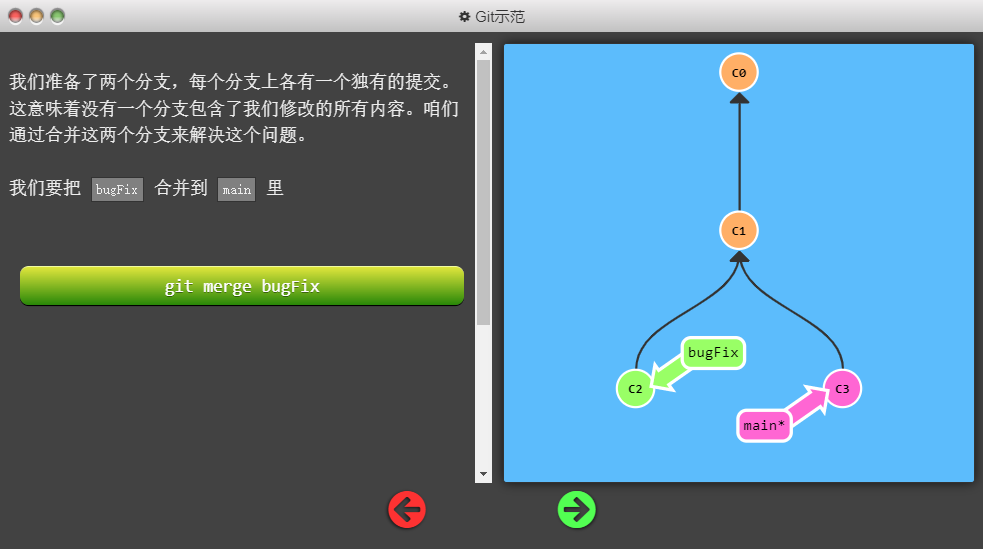 Git示范
我们准备了两个分支，每个分支上各有一个独有的提交。
这意味着没有一个分支包含了我们修改的所有内容。咱们
通过合并这两个分支来解决这个问题。
我们要把 bugFix 合并到 main 里
git merge bugFix
C0
C1
bugFix
C2
C3
main*